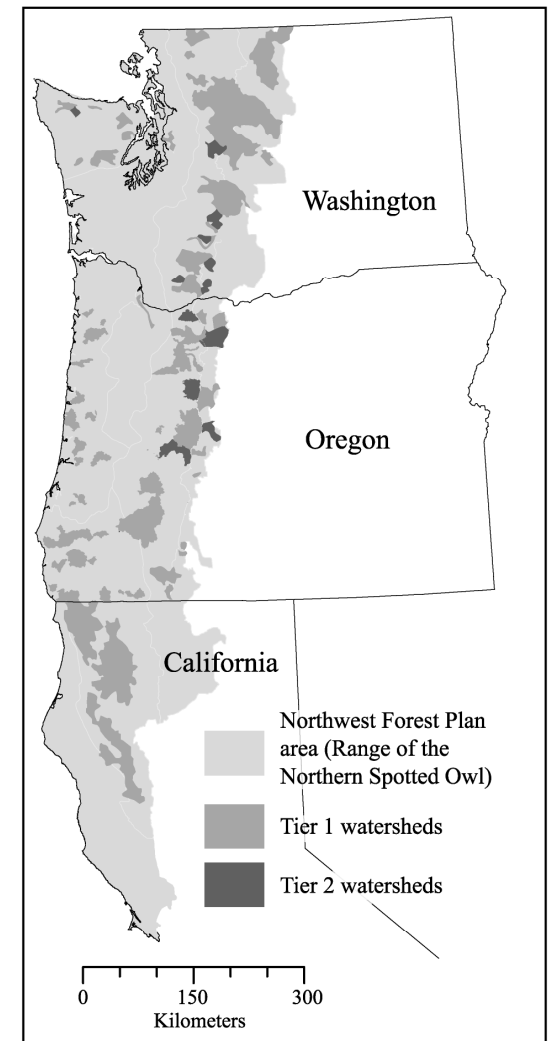 Washington
Oregon
California
Northwest Forest Plan
area (Range of the
Northern Spotted Owl)
Tier 1 watersheds
Tier 2 watersheds
0 150 300
Kilometers